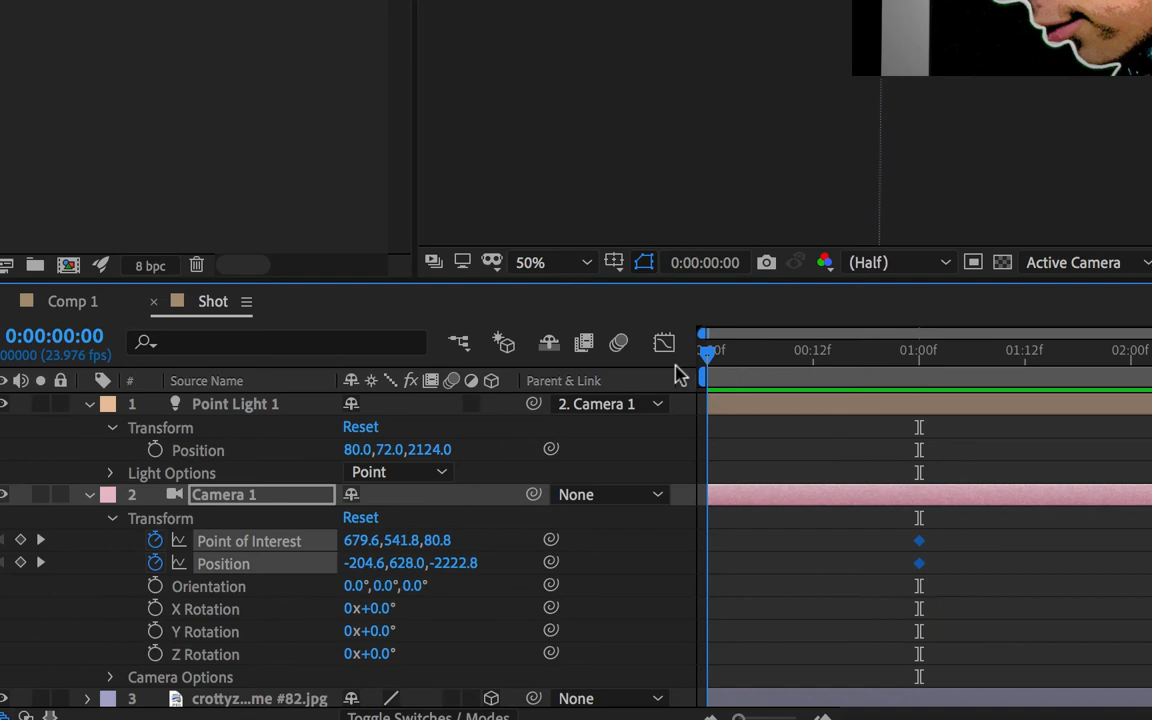 8 bpc
50%
0:00:00:00
(Half)
Active Camera
Comp 1
Shot
0:00:00:00
00000 (23.976 fps)
00:12f
01:00f
01:12f
02:00f
#
Source Name
fx
Parent & Link
1
Point Light 1
2. Camera 1
Transform
Reset
Position
80.0,72.0,2124.0
Light Options
Point
2
Camera 1
None
Transform
Reset
Point of Interest
679.6,541.8,80.8
Position
-204.6,628.0,-2222.8
Orientation
0.0°,0.0°,0.0°
X Rotation
0x+0.0°
Y Rotation
0x+0.0°
Z Rotation
0x+0.0°
Camera Options
3
crottyz...me #82.jpg
None
Toggle Switches / Modes